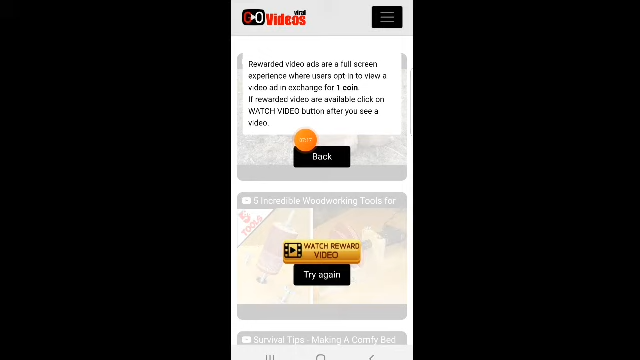 viral
Videos
Rewarded video ads are a full screen
experience where users opt in to view a
video ad in exchange for 1 coin.
If rewarded video are available click on
WATCH VIDEO button after you see a
video.
Back
5 Incredible Woodworking Tools for
TOOLS
WATCH REWARD
VIDEO
Try again
Survival Tips - Making A Comfy Bed